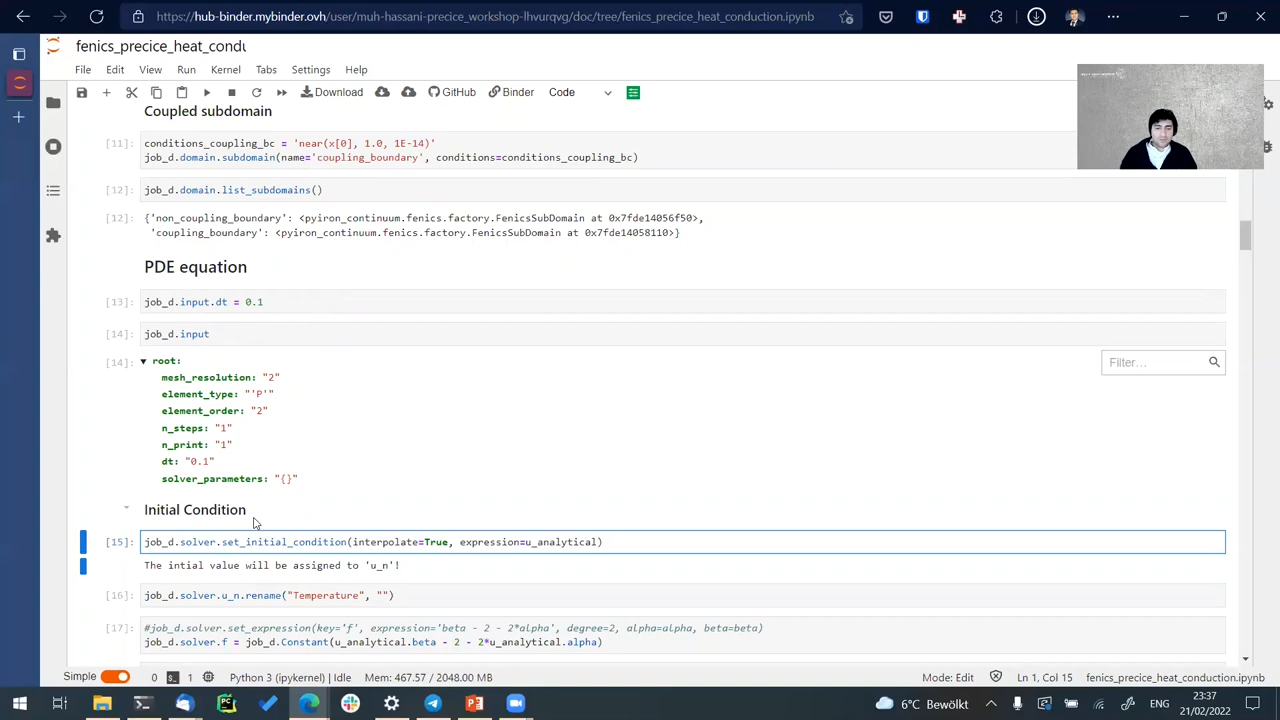 https://hub-binder.mybinder.ovh/user/muh-hassani-precice_workshop-lhvurqvg/doc/tree/fenics_precice_heat_conduction.ipynb
fenics_precice_heat_condu
File Edit View Run Kernel Tabs Settings Help
Download GitHub Binder Code
Coupled subdomain
[11]: conditions_coupling_bc = 'near(x[0], 1.0, 1E-14)'
job_d.domain.subdomain(name='coupling_boundary', conditions=conditions_coupling_bc)
[12]: job_d.domain.list_subdomains()
[12]: {'non_coupling_boundary': <pyiron_continuum.fenics.factory.FenicsSubDomain at 0x7fde14056f50>,
'coupling_boundary': <pyiron_continuum.fenics.factory.FenicsSubDomain at 0x7fde14058110>}
PDE equation
[13]: job_d.input.dt = 0.1
[14]: job_d.input
[14]: ▼ root:
Filter...
mesh_resolution: "2"
element_type: "'P'"
element_order: "2"
n_steps: "1"
n_print: "1"
dt: "0.1"
solver_parameters: "{}"
Initial Condition
[15]: job_d.solver.set_initial_condition(interpolate=True, expression=u_analytical)
The intial value will be assigned to 'u_n'!
[16]: job_d.solver.u_n.rename("Temperature", "")
[17]: #job_d.solver.set_expression(key='f', expression='beta - 2 - 2*alpha', degree=2, alpha=alpha, beta=beta)
job_d.solver.f = job_d.Constant(u_analytical.beta - 2 - 2*u_analytical.alpha)
Simple 0 1 Python 3 (ipykernel) | Idle Mem: 467.57 / 2048.00 MB Mode: Edit Ln 1, Col 15 fenics_precice_heat_conduction.ipynb
6°C Bewölkt ENG 23:37
21/02/2022